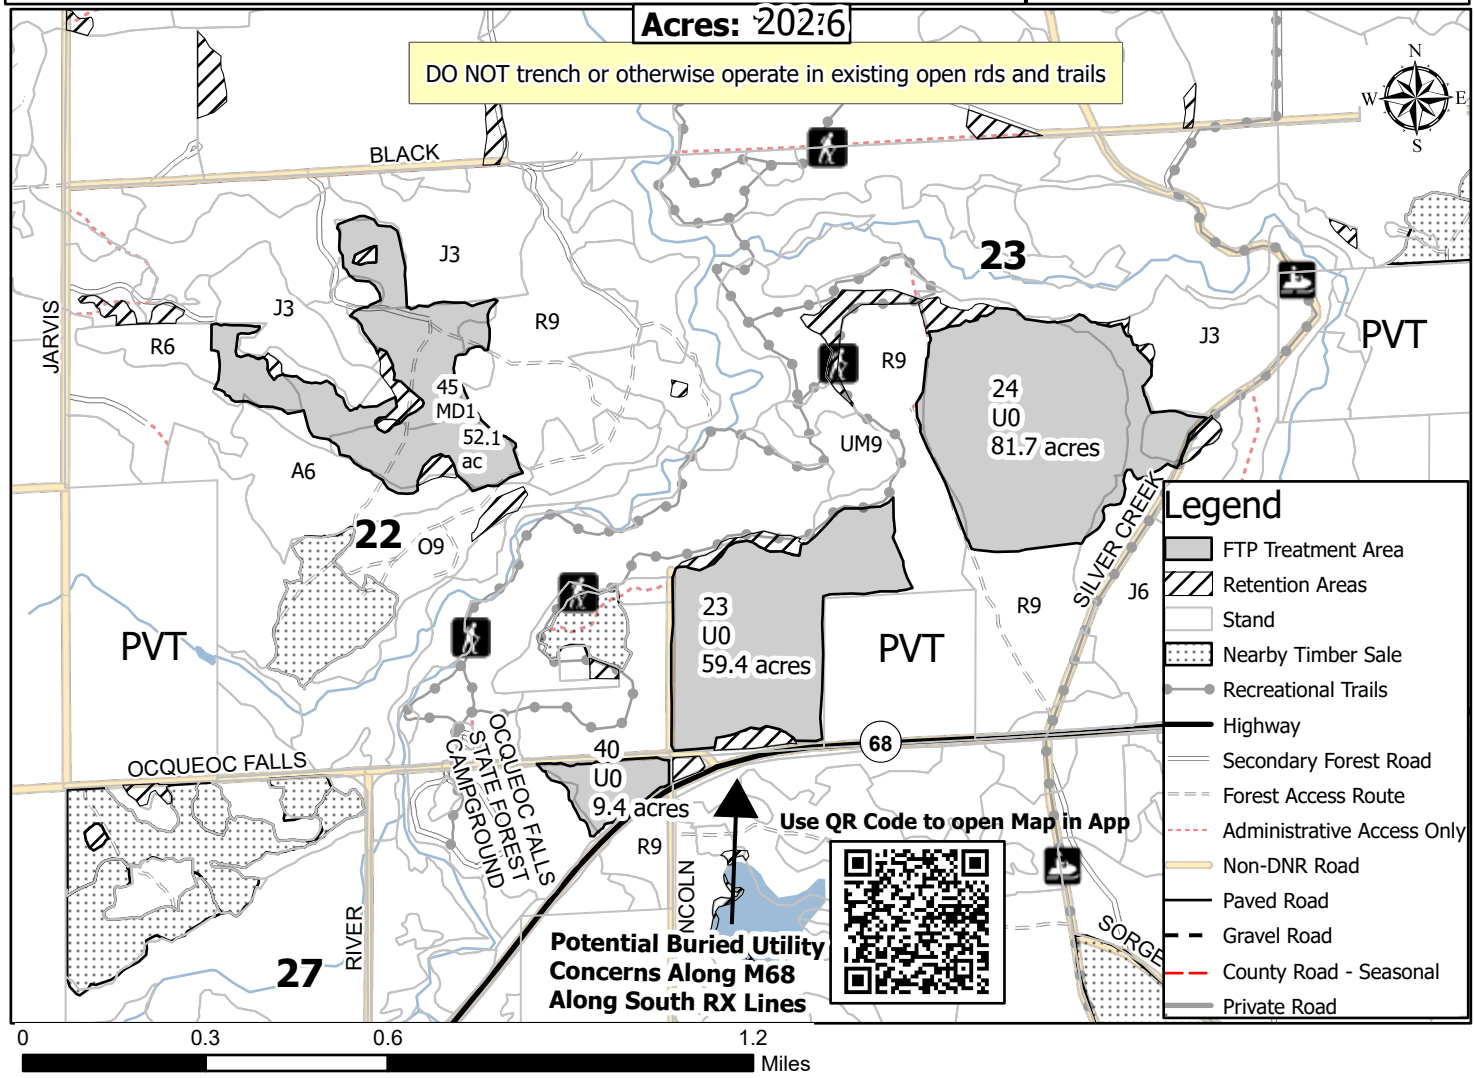 Acres: 202.6
DO NOT trench or otherwise operate in existing open rds and trails
N
W E
S
BLACK
JARVIS
J3
23
J3
R9
J3
PVT
R6
R9
45
MD1
52.1
ac
24
U0
81.7 acres
UM9
A6
22
O9
SILVER CREEK
R9
J6
23
U0
59.4 acres
PVT
PVT
68
OCQUEOC FALLS
OCQUEOC FALLS
STATE FOREST
CAMPGROUND
40
U0
9.4 acres
R9
NCOLN
RIVER
27
SORGE
Use QR Code to open Map in App
Potential Buried Utility
Concerns Along M68
Along South RX Lines
Legend
FTP Treatment Area
Retention Areas
Stand
Nearby Timber Sale
Recreational Trails
Highway
Secondary Forest Road
Forest Access Route
Administrative Access Only
Non-DNR Road
Paved Road
Gravel Road
County Road - Seasonal
Private Road
0 0.3 0.6 1.2
Miles